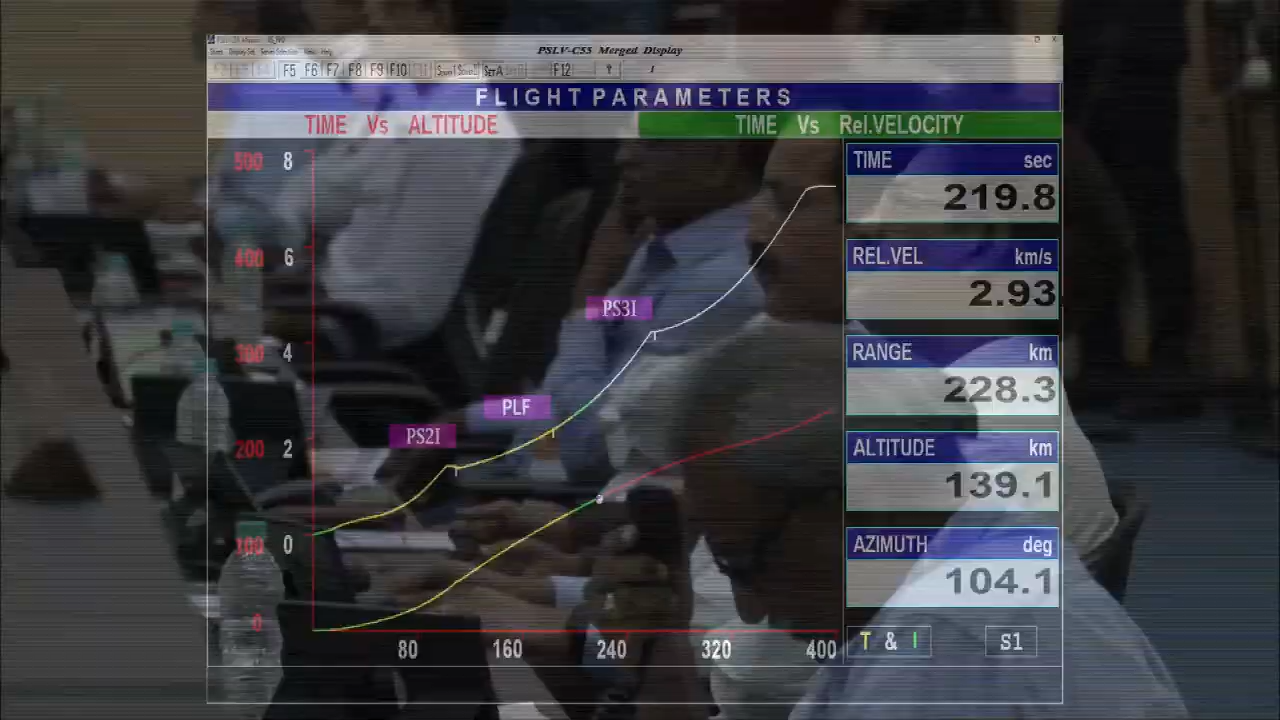 PSLV-C55 Merged Display
F5 F6 F7 F8 F9 F10
F12
FLIGHT PARAMETERS
TIME Vs ALTITUDE
TIME Vs Rel.VELOCITY
500 8
400 6
300 4
200 2
100 0
0
80 160 240 320 400
PS2I
PLF
PS3I
TIME sec
219.8
REL.VEL km/s
2.93
RANGE km
228.3
ALTITUDE km
139.1
AZIMUTH deg
104.1
T & I
S1